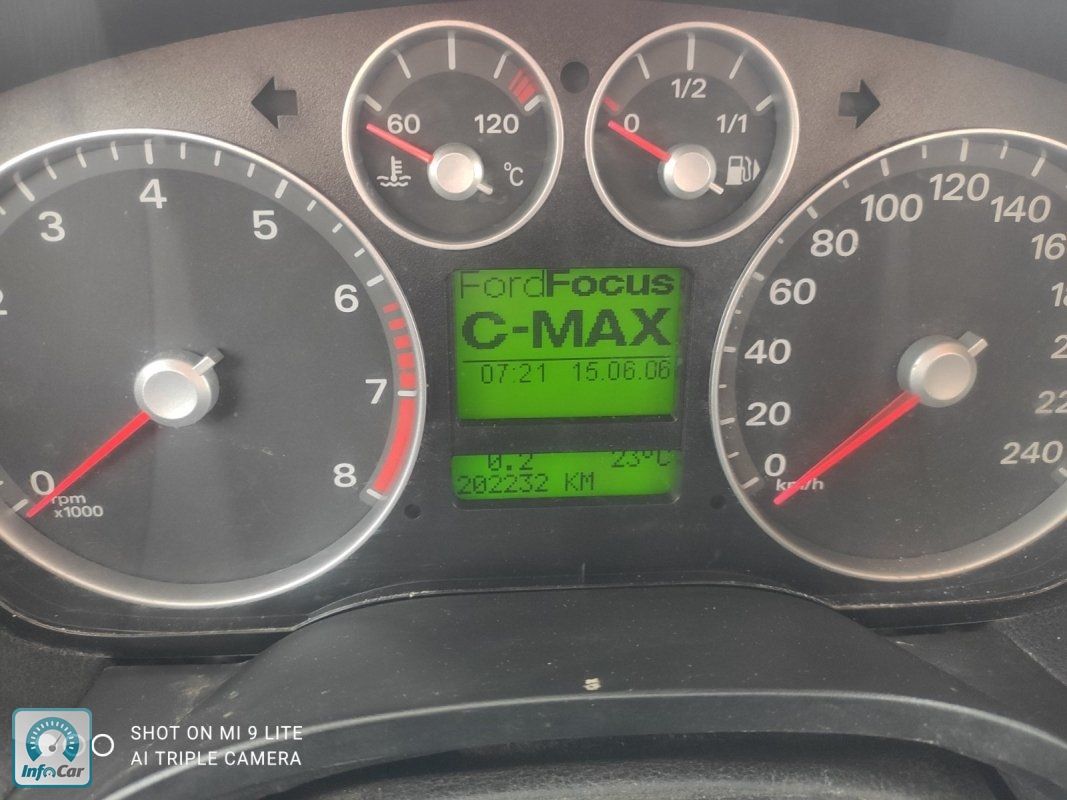 60 120 °C
0 1/2 1/1
2 3 4 5 6 7 8
0 rpm
x1000
FordFocus
C-MAX
07:21 15.06.06
0.2 23°C
202232 KM
0 20 40 60 80 100 120 140 240
km/h
SHOT ON MI 9 LITE
AI TRIPLE CAMERA
InfoCar